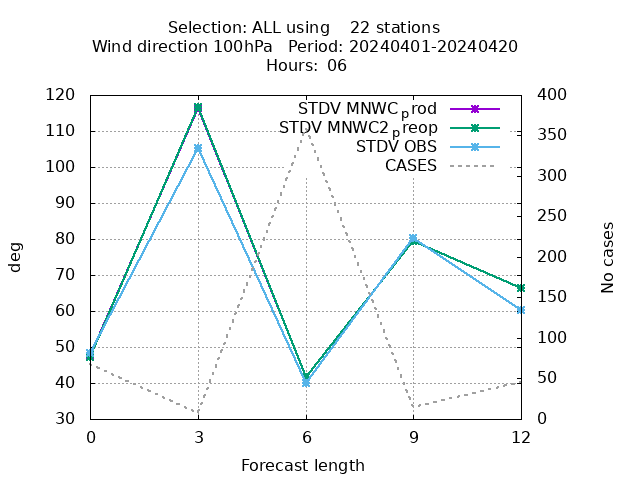 Selection: ALL using 22 stations
Wind direction 100hPa Period: 20240401-20240420
Hours: 06
120 400
STDV MNWCprod
110 350
STDV MNWC2preop
STDV OBS
100 300
CASES
90 250
80 200
deg
No cases
70
60 150
50 100
40 50
30 0
0 3 6 9 12
Forecast length